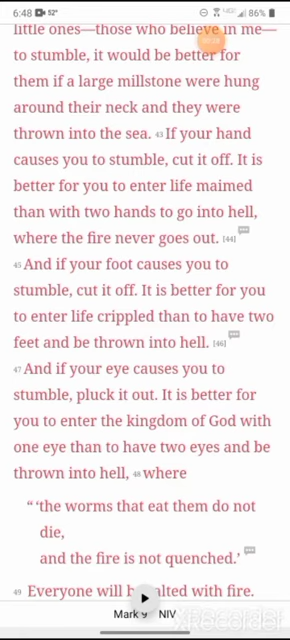 6:48 52° 86%
little ones—those who believe in me—
00:28
to stumble, it would be better for
them if a large millstone were hung
around their neck and they were
thrown into the sea. 43 If your hand
causes you to stumble, cut it off. It is
better for you to enter life maimed
than with two hands to go into hell,
where the fire never goes out. [44]
45 And if your foot causes you to
stumble, cut it off. It is better for you
to enter life crippled than to have two
feet and be thrown into hell. [46]
47 And if your eye causes you to
stumble, pluck it out. It is better for
you to enter the kingdom of God with
one eye than to have two eyes and be
thrown into hell, 48 where
“ ‘the worms that eat them do not
die,
and the fire is not quenched.’
49 Everyone will be salted with fire.
Mark 9 NIV
XRECORDER